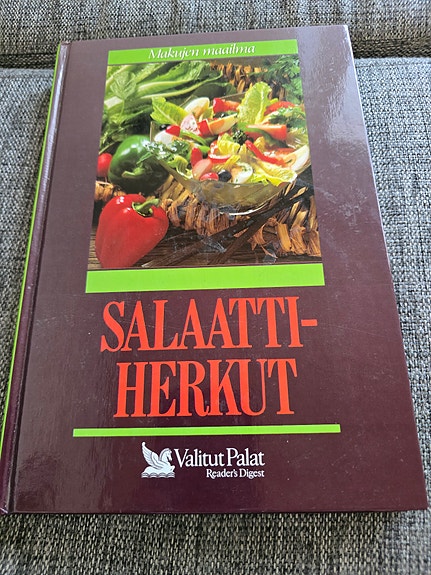 Makujen maailma
SALAATTI-
HERKUT
Valitut Palat
Reader's Digest